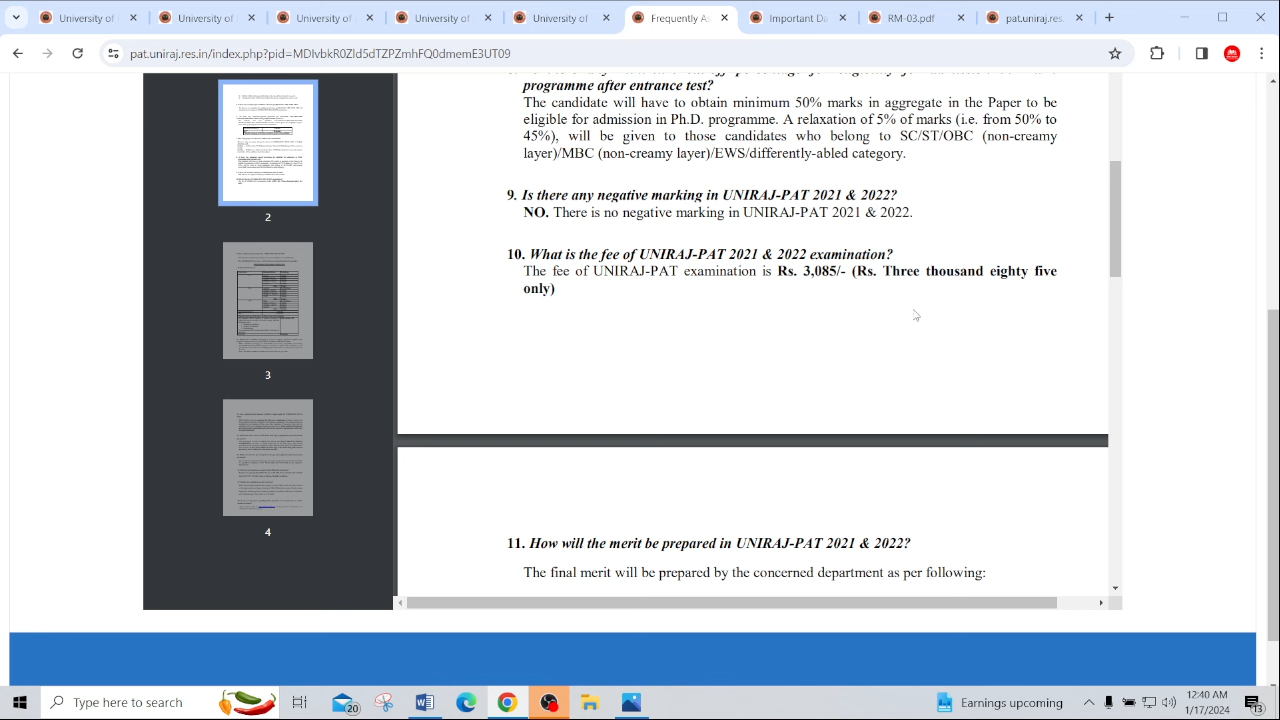 University of
University of
University of
University of
University of
Frequently As
Important Da
RM-03.pdf
pat.uniraj.res.
pat.uniraj.res.in/index.php?pid=
programme after entrance test?
The candidate will have to obtain minimum 50% marks in aggregate in the Paper to be
eligible for admission in Ph.D. programme. A relaxation of 5% of marks (i.e. from 50% to
45%) will be given to those candidates who belong to SC/ST/OBC (non-creamy
layer)/MBC (non-creamy layer)/EWS/differently-abled category.
9. Is there any negative marking in UNIRAJ-PAT 2021 & 2022?
NO. There is no negative marking in UNIRAJ-PAT 2021 & 2022.
10. What is the fee of UNIRAJ-PAT 2021 & 2022 examination?
The fee of UNIRAJ-PAT examination is Rs. 3,085/- (Rs. Three thousand eighty five
only)
11. How will the merit be prepared in UNIRAJ-PAT 2021 & 2022?
The final merit will be prepared by the concerned department as per following:
2
3
4
Type here to search
20
Earnings upcoming
12:40 AM
1/17/2024
13